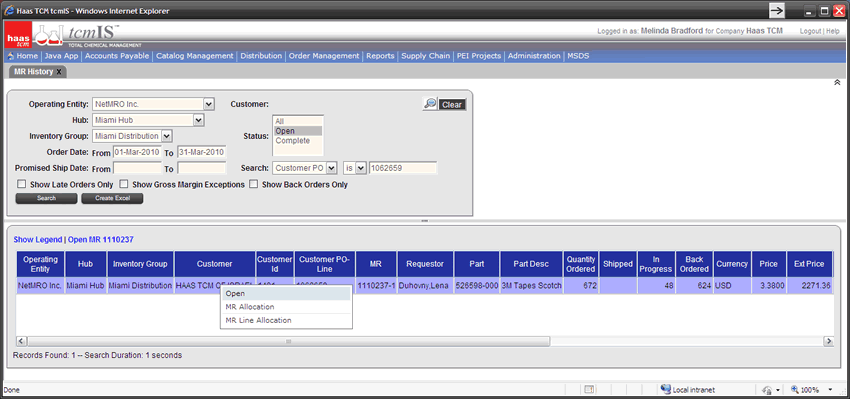 Haas TCM tcmIS - Windows Internet Explorer
haas tcm
tcmIS
TOTAL CHEMICAL MANAGEMENT
Logged in as: Melinda Bradford for Company Haas TCM
Logout | Help
Home | Java App | Accounts Payable | Catalog Management | Distribution | Order Management | Reports | Supply Chain | PEI Projects | Administration | MSDS
MR History X
Operating Entity: NetMRO Inc. Customer: Clear
Hub: Miami Hub
All
Inventory Group: Miami Distribution Status: Open
Complete
Order Date: From 01-Mar-2010 To 31-Mar-2010
Promised Ship Date: From To Search: Customer PO is 1062659
Show Late Orders Only Show Gross Margin Exceptions Show Back Orders Only
Search Create Excel
Show Legend | Open MR 1110237
Operating Entity Hub Inventory Group Customer Customer Id Customer PO-Line MR Requestor Part Part Desc Quantity Ordered Shipped In Progress Back Ordered Currency Price Ext Price
NetMRO Inc. Miami Hub Miami Distribution HAAS TCM 1110237-1 Duhovny,Lena 526598-000 3M Tapes Scotch 672 48 624 USD 3.3800 2271.36
Open
MR Allocation
MR Line Allocation
Records Found: 1 -- Search Duration: 1 seconds
Done
Local intranet
100%